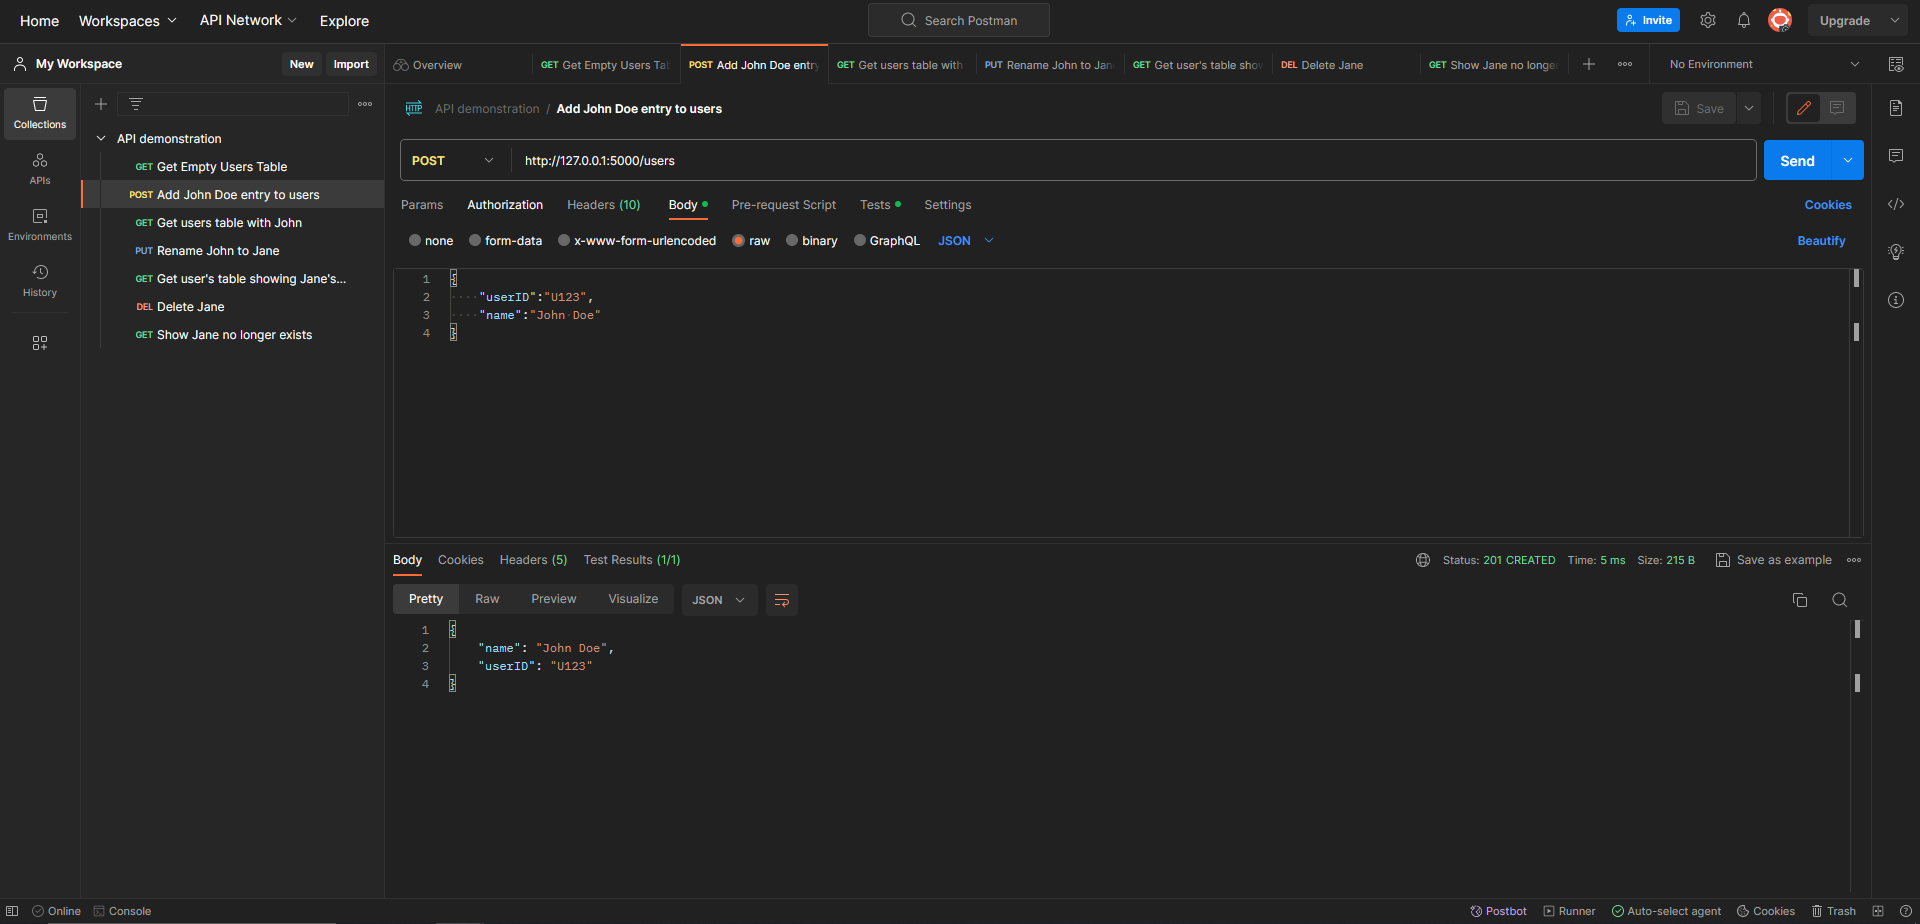 Home Workspaces API Network Explore Search Postman Invite Upgrade
My Workspace New Import Overview GET Get Empty Users Tab POST Add John Doe entry GET Get users table with PUT Rename John to Jan GET Get user's table sho DEL Delete Jane GET Show Jane no longer No Environment
Collections
APIs
Environments
History
API demonstration
GET Get Empty Users Table
POST Add John Doe entry to users
GET Get users table with John
PUT Rename John to Jane
GET Get user's table showing Jane's...
DEL Delete Jane
GET Show Jane no longer exists
HTTP API demonstration / Add John Doe entry to users Save
POST http://127.0.0.1:5000/users Send
Params Authorization Headers (10) Body Pre-request Script Tests Settings Cookies
none form-data x-www-form-urlencoded raw binary GraphQL JSON Beautify
1 {
2 ····"userID":"U123",
3 ····"name":"John·Doe"
4 }
Body Cookies Headers (5) Test Results (1/1) Status: 201 CREATED Time: 5 ms Size: 215 B Save as example
Pretty Raw Preview Visualize JSON
1 {
2 "name": "John Doe",
3 "userID": "U123"
4 }
Online Console Postbot Runner Auto-select agent Cookies Trash